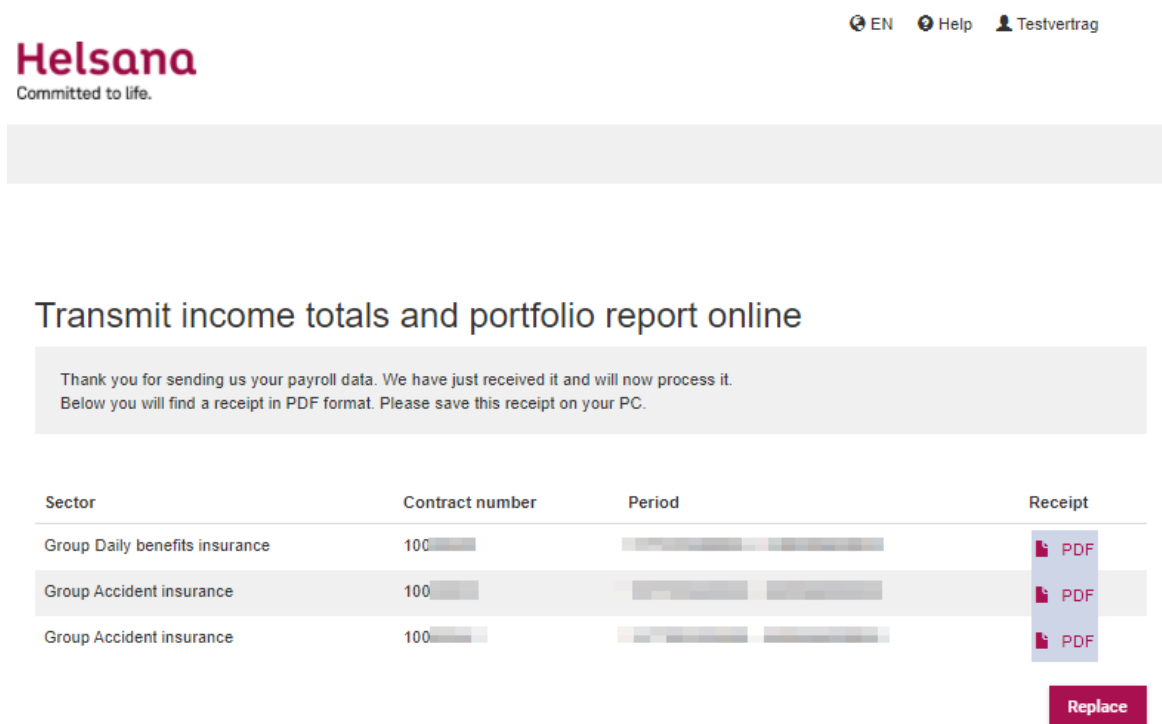 EN Help Testvertrag
Helsana
Committed to life.
Transmit income totals and portfolio report online
Thank you for sending us your payroll data. We have just received it and will now process it.
Below you will find a receipt in PDF format. Please save this receipt on your PC.
Sector Contract number Period Receipt
Group Daily benefits insurance 100 PDF
Group Accident insurance 100 PDF
Group Accident insurance 100 PDF
Replace